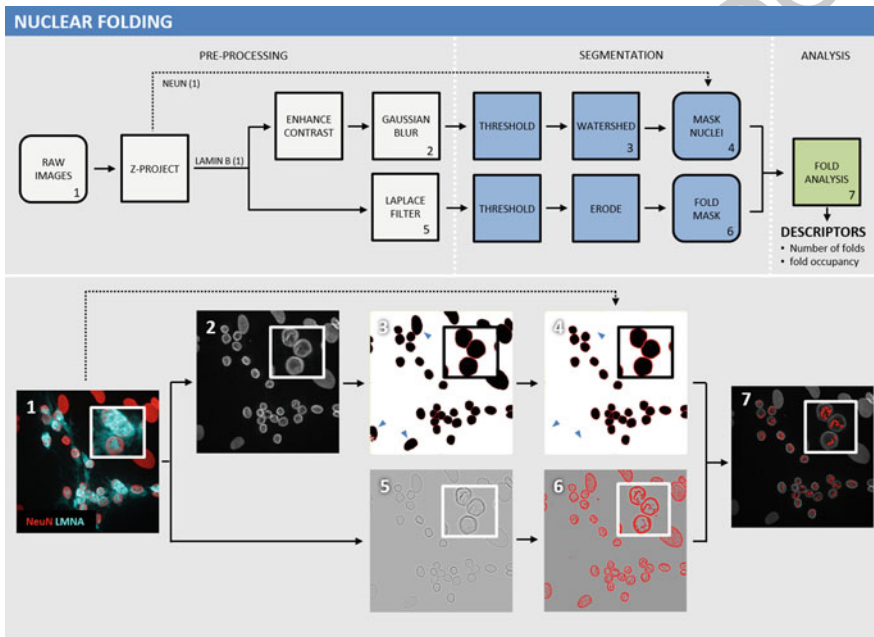 NUCLEAR FOLDING
PRE-PROCESSING
SEGMENTATION
ANALYSIS
NEUN (1)
RAW
IMAGES
1
Z-PROJECT
LAMIN B (1)
ENHANCE
CONTRAST
GAUSSIAN
BLUR
2
THRESHOLD
WATERSHED
3
MASK
NUCLEI
4
LAPLACE
FILTER
5
THRESHOLD
ERODE
FOLD
MASK
6
FOLD
ANALYSIS
7
DESCRIPTORS
• Number of folds
• fold occupancy
1
NeuN LMNA
2
3
4
5
6
7